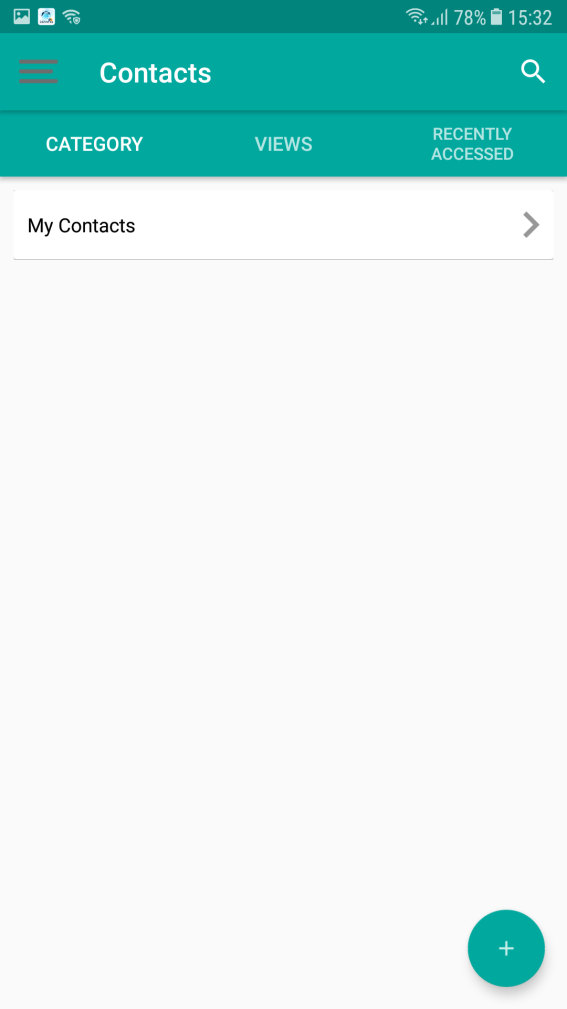 78% 15:32
Contacts
CATEGORY
VIEWS
RECENTLY
ACCESSED
My Contacts
+